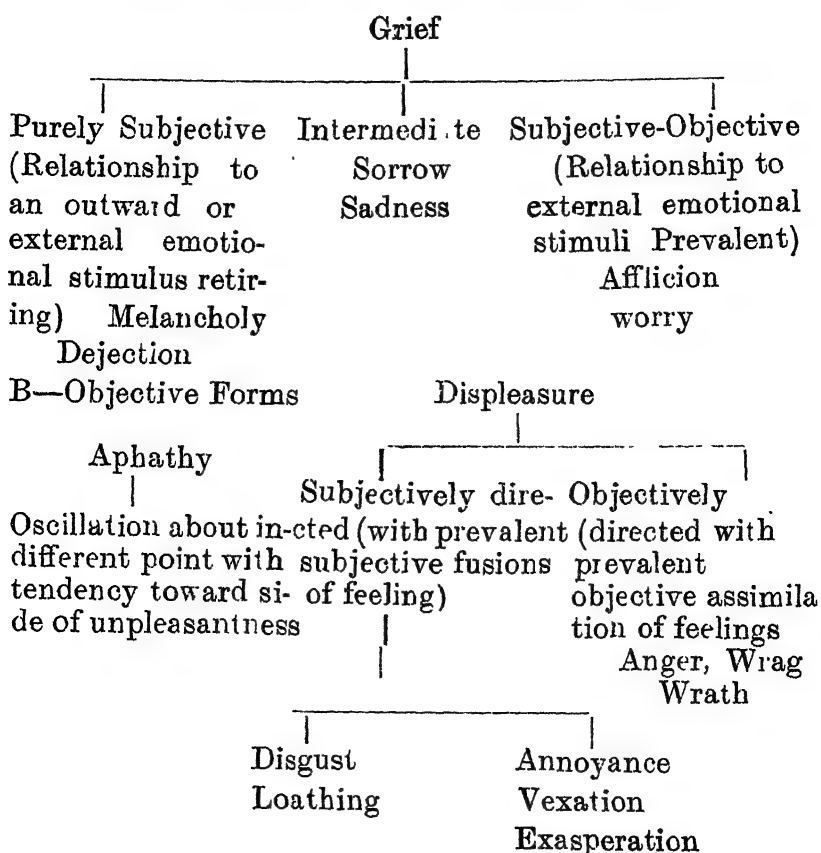 Grief
Purely Subjective
(Relationship to
an outward or
external emotio-
nal stimulus retir-
ing) Melancholy
Dejection
Intermedi.te
Sorrow
Sadness
Subjective-Objective
(Relationship to
external emotional
stimuli Prevalent)
Afflicion
worry
B—Objective Forms
Aphathy
Oscillation about in-
different point with
tendency toward si-
de of unpleasantness
Displeasure
Subjectively dire-
cted (with prevalent
subjective fusions
of feeling)
Objectively
(directed with
prevalent
objective assimila
tion of feelings
Anger, Wrag
Wrath
Disgust
Loathing
Annoyance
Vexation
Exasperation